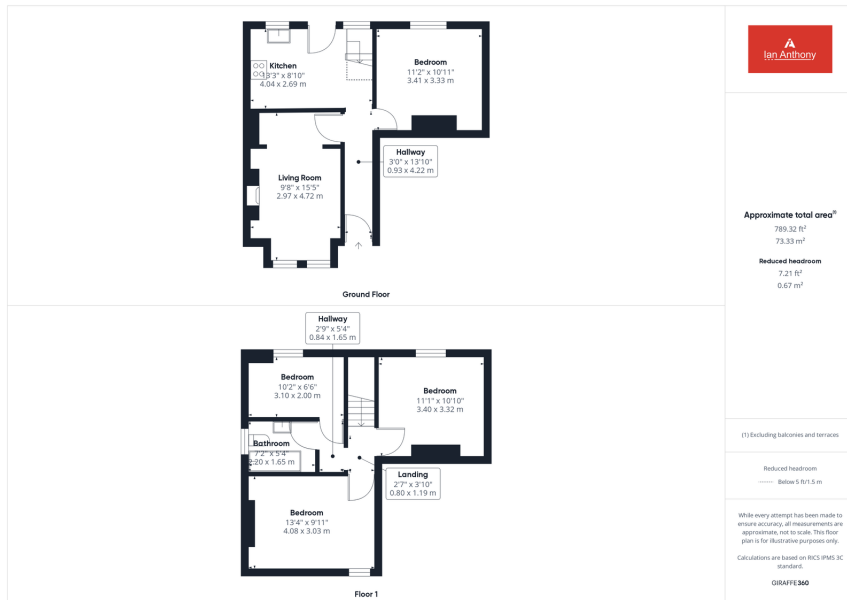 Kitchen
13'3" x 8'10"
4.04 x 2.69 m
Bedroom
11'2" x 10'11"
3.41 x 3.33 m
Hallway
3'0" x 13'10"
0.93 x 4.22 m
Living Room
9'8" x 15'5"
2.97 x 4.72 m
Ground Floor
Hallway
2'9" x 5'4"
0.84 x 1.65 m
Bedroom
10'2" x 6'6"
3.10 x 2.00 m
Bedroom
11'1" x 10'10"
3.40 x 3.32 m
Bathroom
7'2" x 5'4"
2.20 x 1.65 m
Landing
2'7" x 3'10"
0.80 x 1.19 m
Bedroom
13'4" x 9'11"
4.08 x 3.03 m
Floor 1
Ian Anthony
Approximate total area⁽¹⁾
789.32 ft²
73.33 m²
Reduced headroom
7.21 ft²
0.67 m²
(1) Excluding balconies and terraces
Reduced headroom
Below 5 ft/1.5 m
While every attempt has been made to
ensure accuracy, all measurements are
approximate, not to scale. This floor
plan is for illustrative purposes only.
Calculations are based on RICS IPMS 3C
standard.
GIRAFFE360